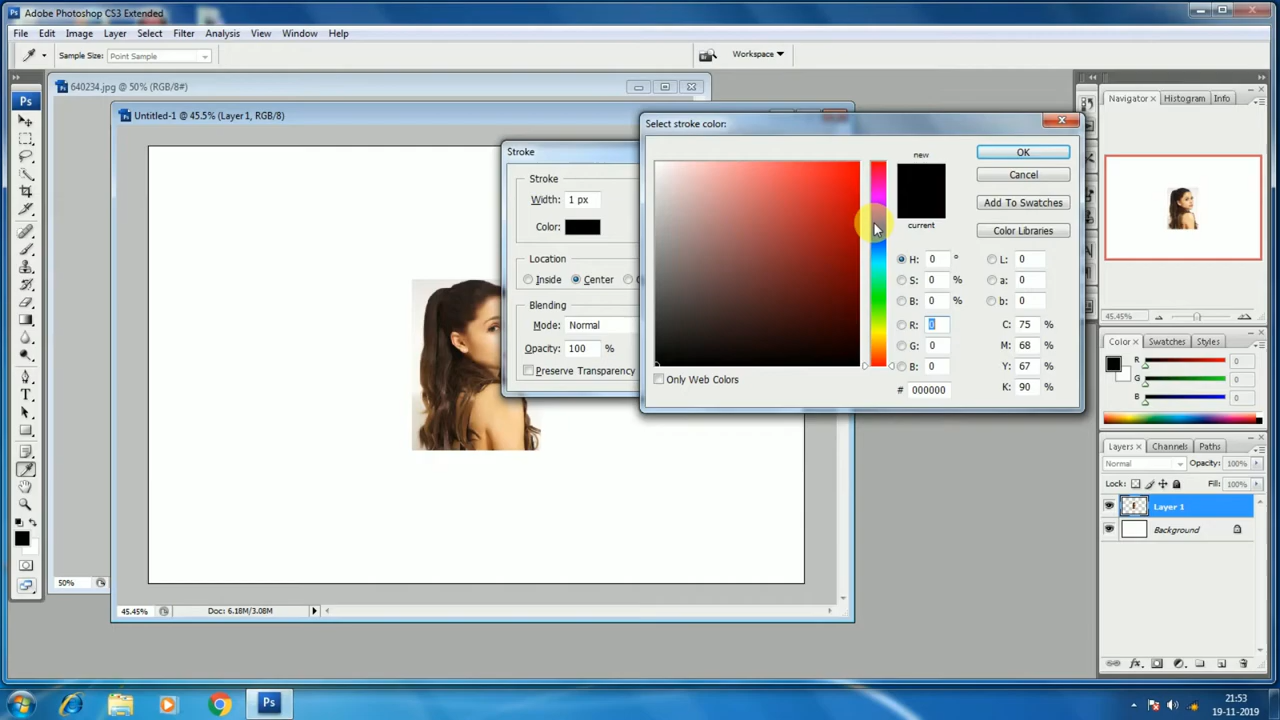 Adobe Photoshop CS3 Extended
File Edit Image Layer Select Filter Analysis View Window Help
Sample Size: Point Sample Workspace
640234.jpg @ 50% (RGB/8#)
Untitled-1 @ 45.5% (Layer 1, RGB/8)
Stroke
Stroke
Width: 1 px
Color:
Location
Inside Center
Blending
Mode: Normal
Opacity: 100 %
Preserve Transparency
Select stroke color:
new
current
OK
Cancel
Add To Swatches
Color Libraries
H: 0 ° L: 0
S: 0 % a: 0
B: 0 % b: 0
R: 0 C: 75 %
G: 0 M: 68 %
B: 0 Y: 67 %
# 000000 K: 90 %
Only Web Colors
Navigator Histogram Info
45.45%
Color Swatches Styles
R 0
G 0
B 0
Layers Channels Paths
Normal Opacity: 100%
Lock: Fill: 100%
Layer 1
Background
50%
45.45% Doc: 6.18M/3.08M
Ps
T
Ps
21:53
19-11-2019